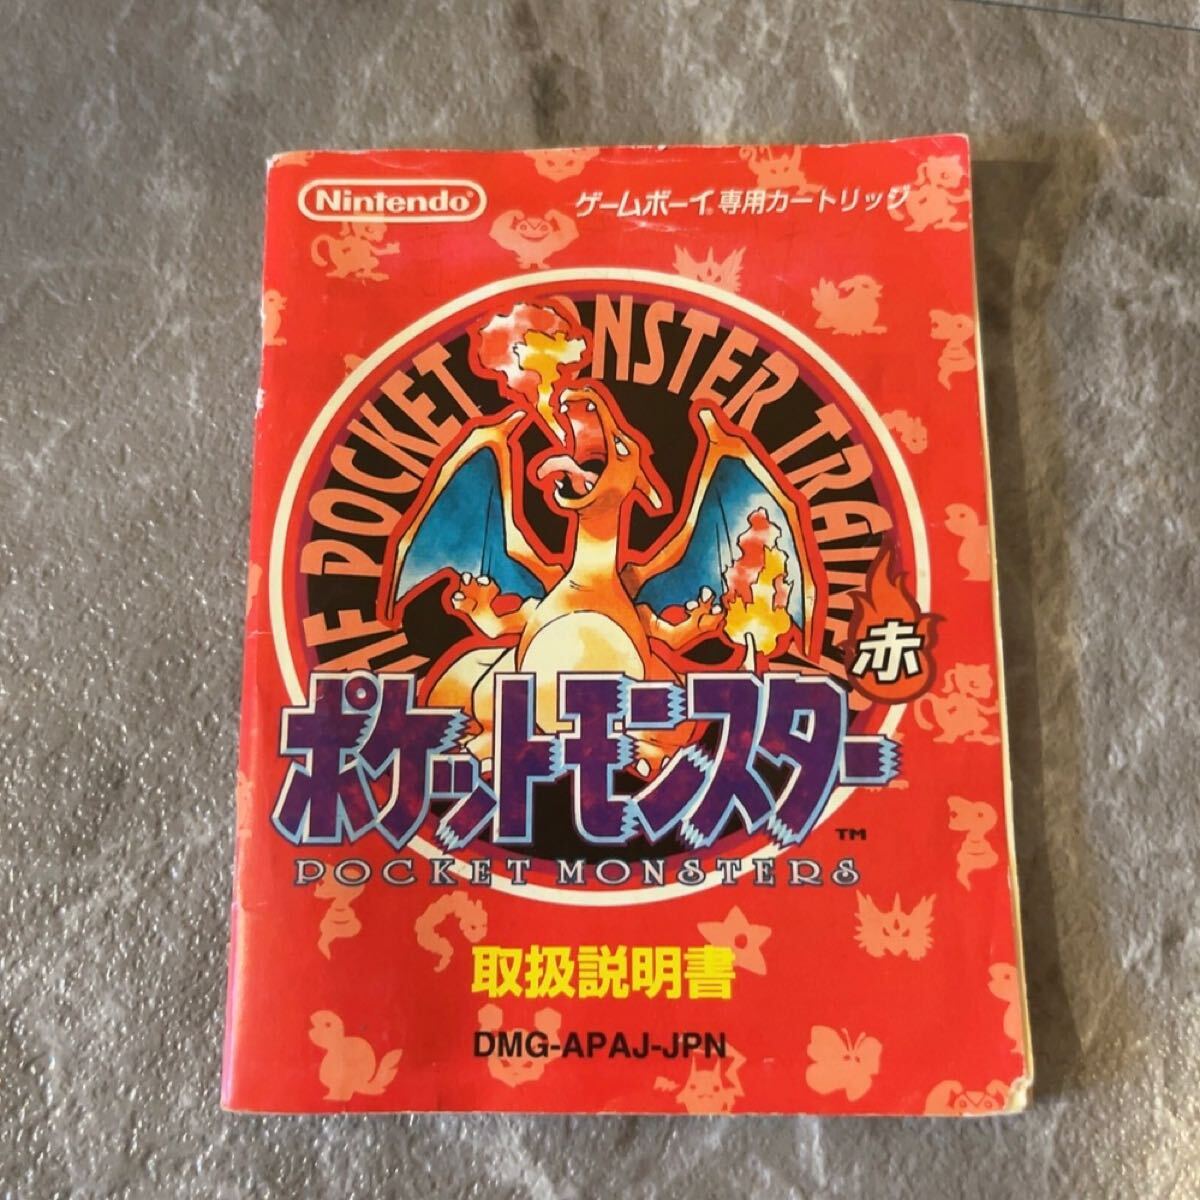 Nintendo®
ゲームボーイ®専用カートリッジ
POCKET MONSTER TRAINE
赤
ポケットモンスター
TM
POCKET MONSTERS
取扱説明書
DMG-APAJ-JPN